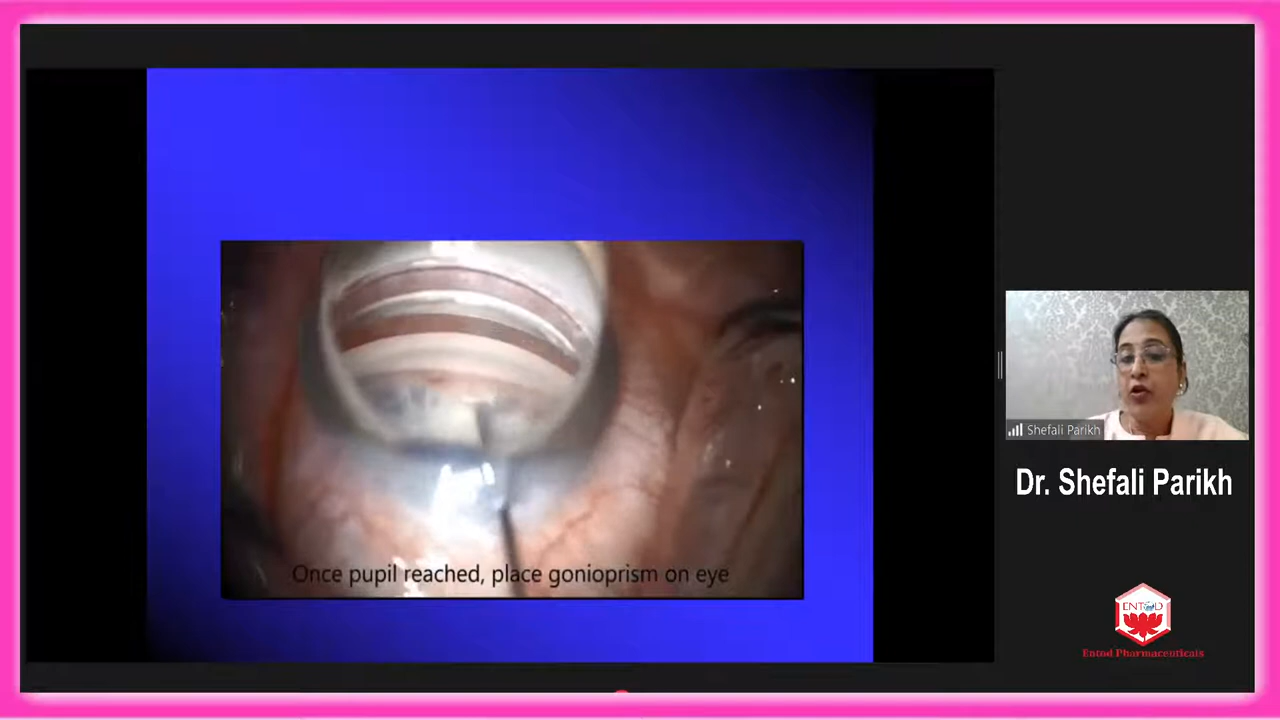 Once pupil reached, place gonioprism on eye
Shefali Parikh
Dr. Shefali Parikh
ENTOD
Entod Pharmaceuticals